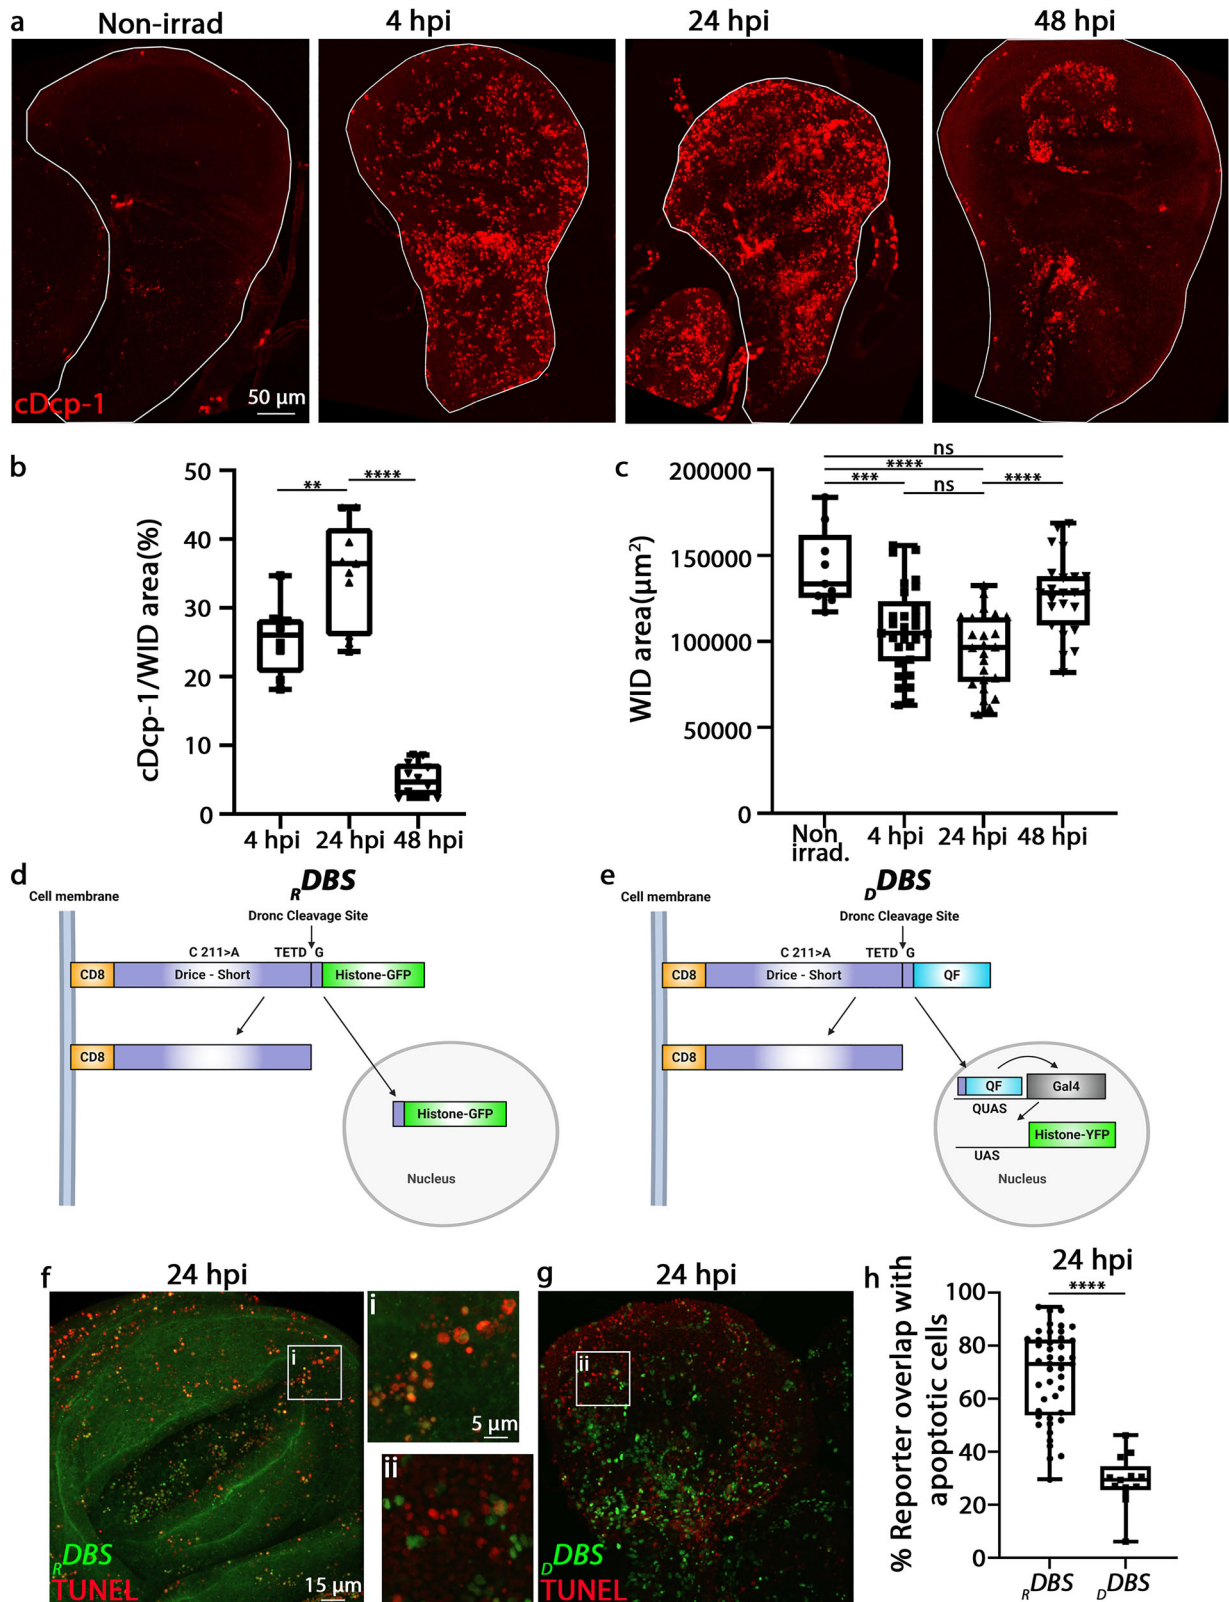 a
Non-irrad
4 hpi
24 hpi
48 hpi
cDcp-1
50 µm
b
cDcp-1/WID area(%)
50
40
30
20
10
0
**
****
4 hpi
24 hpi
48 hpi
c
WID area(µm²)
200000
150000
100000
50000
0
ns
****
***
ns
****
Non irrad.
4 hpi
24 hpi
48 hpi
d
RDBS
Cell membrane
Dronc Cleavage Site
C 211>A
TETD G
CD8
Drice - Short
Histone-GFP
CD8
Histone-GFP
Nucleus
e
DDBS
Cell membrane
Dronc Cleavage Site
C 211>A
TETD G
CD8
Drice - Short
QF
CD8
QF
Gal4
QUAS
Histone-YFP
UAS
Nucleus
f
24 hpi
i
RDBS
TUNEL
15 µm
i
5 µm
ii
g
24 hpi
ii
DDBS
TUNEL
h
24 hpi
% Reporter overlap with
apoptotic cells
****
100
80
60
40
20
0
RDBS
DDBS